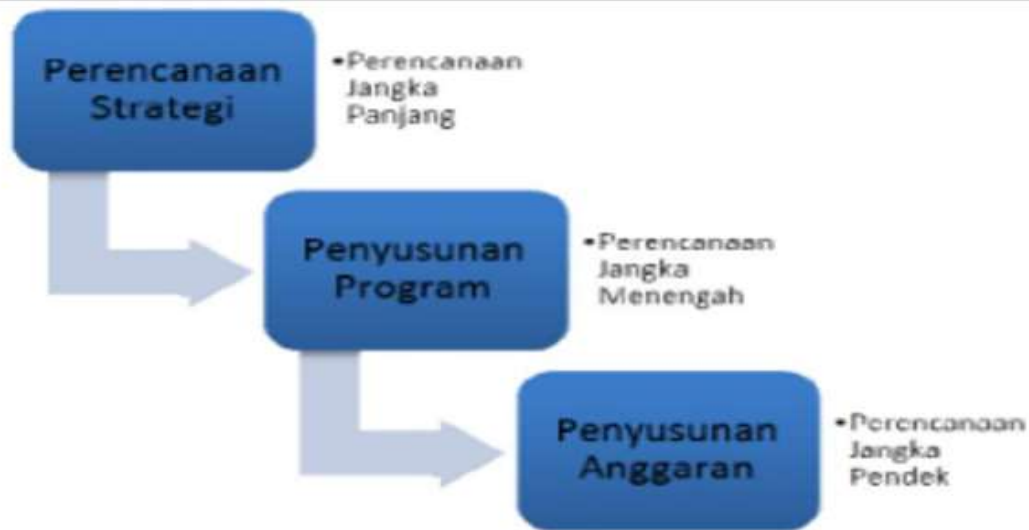 Perencanaan
Strategi
•Perencanaan
Jangka
Panjang
Penyusunan
Program
•Perencanaan
Jangka
Menengah
Penyusunan
Anggaran
•Perencanaan
Jangka
Pendek